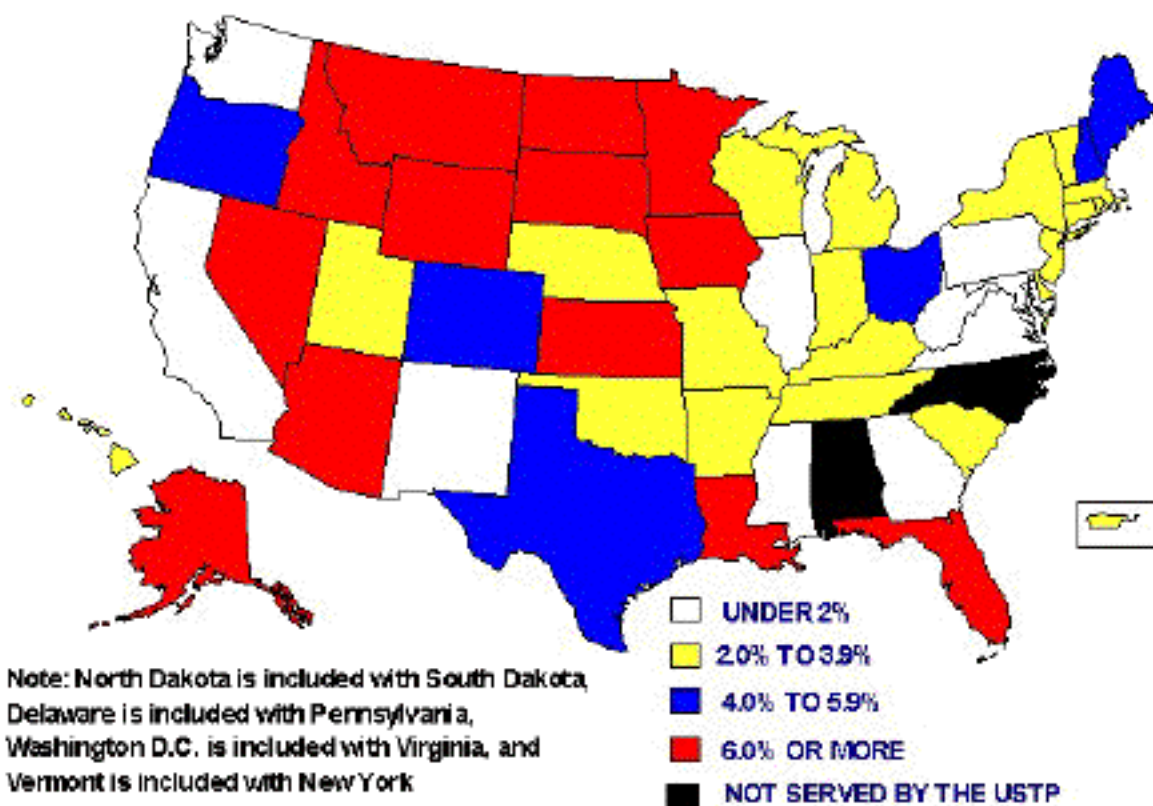 UNDER 2%
2.0% TO 3.9%
4.0% TO 5.9%
6.0% OR MORE
NOT SERVED BY THE USTP
Note: North Dakota is included with South Dakota,
Delaware is included with Pennsylvania,
Washington D.C. is included with Virginia, and
Vermont is included with New York